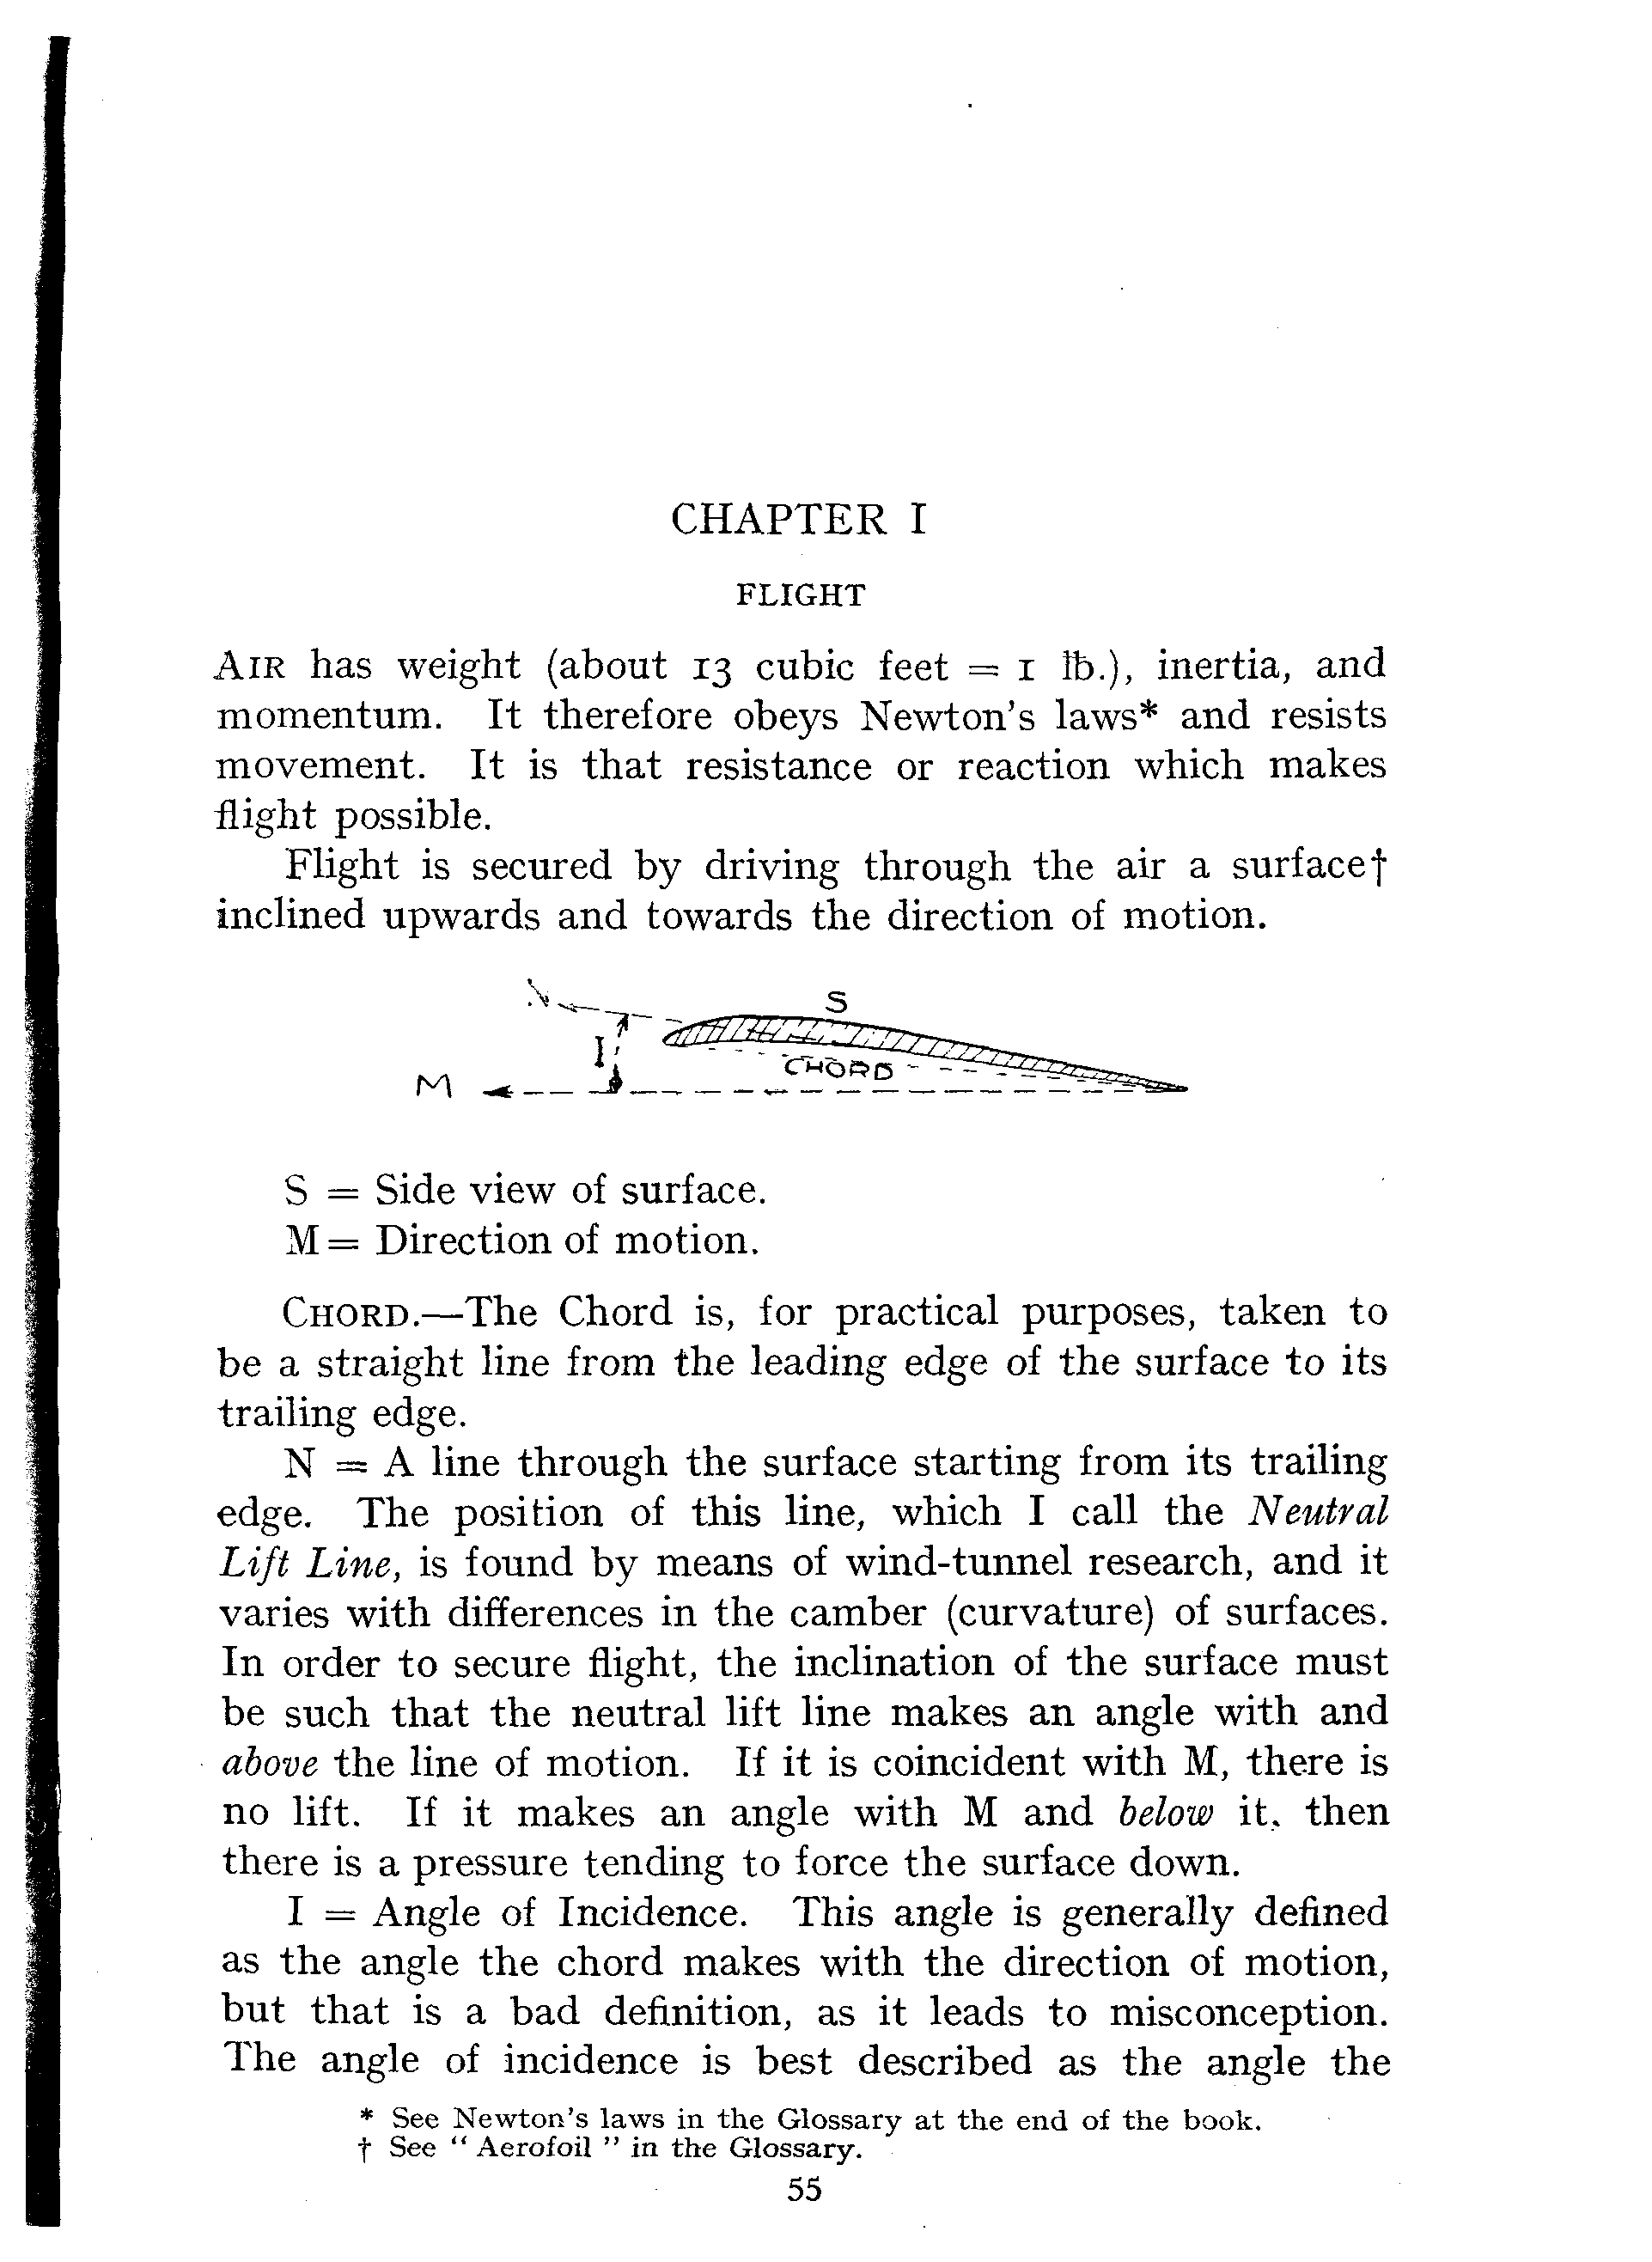 CHAPTER I
FLIGHT
AIR has weight (about 13 cubic feet = 1 lb.), inertia, and
momentum. It therefore obeys Newton's laws* and resists
movement. It is that resistance or reaction which makes
flight possible.
Flight is secured by driving through the air a surface†
inclined upwards and towards the direction of motion.
N
S
I
CHORD
M
S = Side view of surface.
M = Direction of motion.
CHORD.—The Chord is, for practical purposes, taken to
be a straight line from the leading edge of the surface to its
trailing edge.
N = A line through the surface starting from its trailing
edge. The position of this line, which I call the Neutral
Lift Line, is found by means of wind-tunnel research, and it
varies with differences in the camber (curvature) of surfaces.
In order to secure flight, the inclination of the surface must
be such that the neutral lift line makes an angle with and
above the line of motion. If it is coincident with M, there is
no lift. If it makes an angle with M and below it, then
there is a pressure tending to force the surface down.
I = Angle of Incidence. This angle is generally defined
as the angle the chord makes with the direction of motion,
but that is a bad definition, as it leads to misconception.
The angle of incidence is best described as the angle the
* See Newton's laws in the Glossary at the end of the book.
† See “ Aerofoil ” in the Glossary.
55